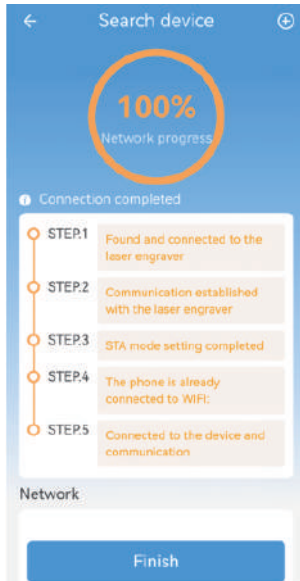 Search device
100%
Network progress
Connection completed
STEP.1
Found and connected to the
laser engraver
STEP.2
Communication established
with the laser engraver
STEP.3
STA mode setting completed
STEP.4
The phone is already
connected to WIFI:
STEP.5
Connected to the device and
communication
Network
Finish